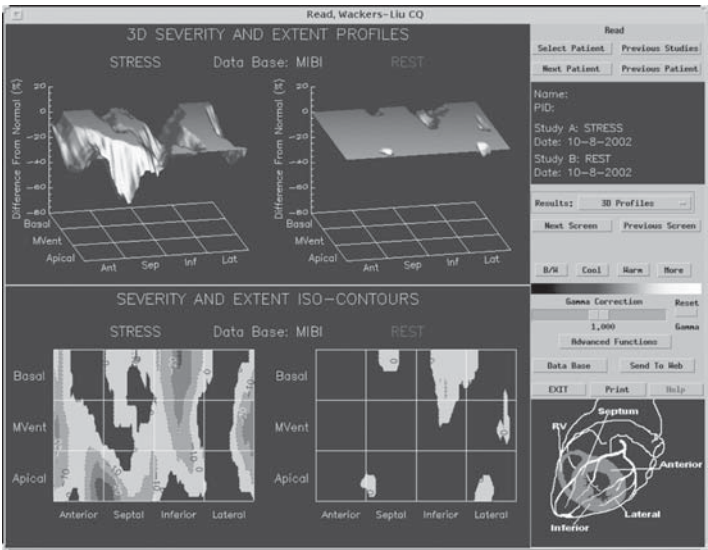 Read, Wackers-Liu CQ
3D SEVERITY AND EXTENT PROFILES
STRESS Data Base: MIBI REST
Difference From Normal (%)
20
0
-20
-40
-60
-80
Basal
MVent
Apical
Ant Sep Inf Lat
Difference From Normal (%)
20
0
-20
-40
-60
-80
Basal
MVent
Apical
Ant Sep Inf Lat
SEVERITY AND EXTENT ISO-CONTOURS
STRESS Data Base: MIBI REST
Basal
MVent
Apical
Anterior Septal Inferior Lateral
Basal
MVent
Apical
Anterior Septal Inferior Lateral
Read
Select Patient Previous Studies
Next Patient Previous Patient
Name:
PID:
Study A: STRESS
Date: 10-8-2002
Study B: REST
Date: 10-8-2002
Results: 3D Profiles
Next Screen Previous Screen
B/W Cool Warm More
Gamma Correction Reset
1,000 Gamma
Advanced Functions
Data Base Send To Web
EXIT Print Help
Septum
RV
Anterior
Lateral
Inferior